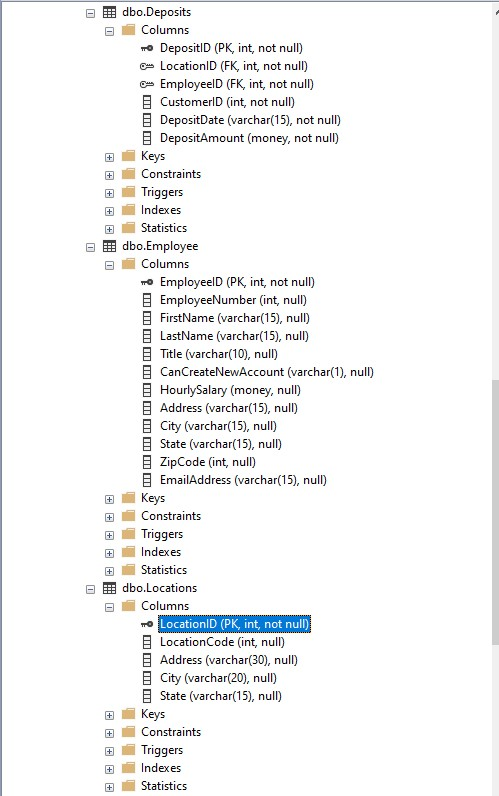 dbo.Deposits
Columns
DepositID (PK, int, not null)
LocationID (FK, int, not null)
EmployeeID (FK, int, not null)
CustomerID (int, not null)
DepositDate (varchar(15), not null)
DepositAmount (money, not null)
Keys
Constraints
Triggers
Indexes
Statistics
dbo.Employee
Columns
EmployeeID (PK, int, not null)
EmployeeNumber (int, null)
FirstName (varchar(15), null)
LastName (varchar(15), null)
Title (varchar(10), null)
CanCreateNewAccount (varchar(1), null)
HourlySalary (money, null)
Address (varchar(15), null)
City (varchar(15), null)
State (varchar(15), null)
ZipCode (int, null)
EmailAddress (varchar(15), null)
Keys
Constraints
Triggers
Indexes
Statistics
dbo.Locations
Columns
LocationID (PK, int, not null)
LocationCode (int, null)
Address (varchar(30), null)
City (varchar(20), null)
State (varchar(15), null)
Keys
Constraints
Triggers
Indexes
Statistics